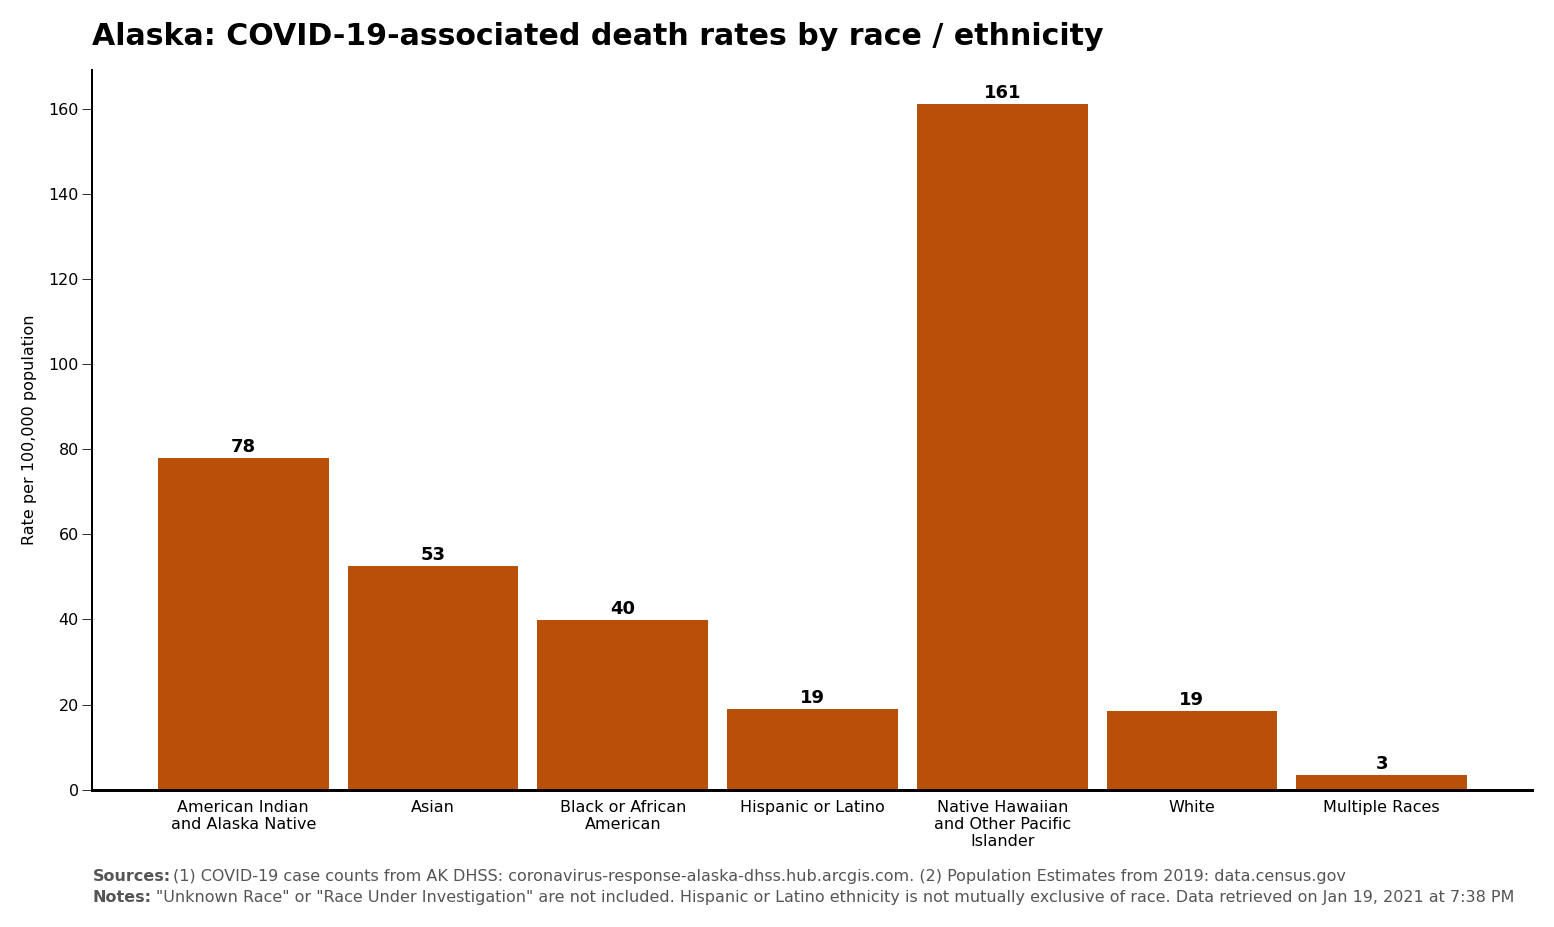 Alaska: COVID-19-associated death rates by race / ethnicity
Rate per 100,000 population
160
140
120
100
80
60
40
20
0
78
53
40
19
161
19
3
American Indian
and Alaska Native
Asian
Black or African
American
Hispanic or Latino
Native Hawaiian
and Other Pacific
Islander
White
Multiple Races
Sources: (1) COVID-19 case counts from AK DHSS: coronavirus-response-alaska-dhss.hub.arcgis.com. (2) Population Estimates from 2019: data.census.gov
Notes: "Unknown Race" or "Race Under Investigation" are not included. Hispanic or Latino ethnicity is not mutually exclusive of race. Data retrieved on Jan 19, 2021 at 7:38 PM